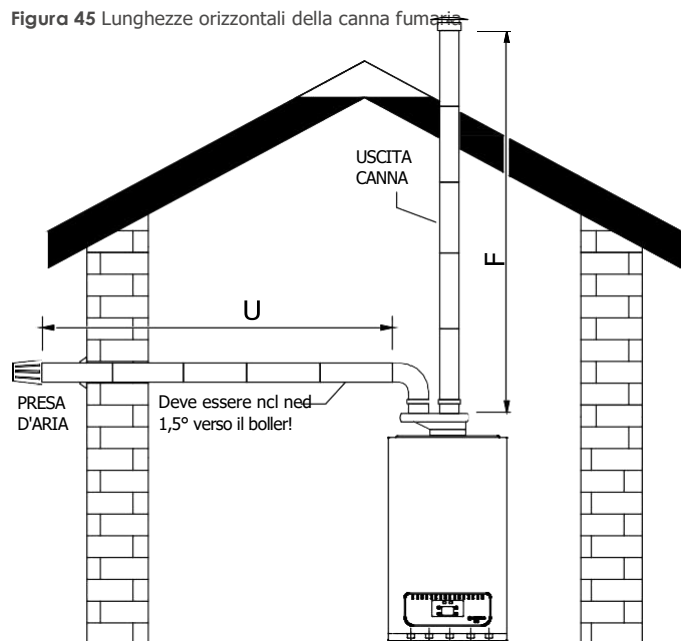 Figura 45 Lunghezze orizzontali della canna fumaria
USCITA
CANNA
F
U
PRESA
D'ARIA
Deve essere ncl ned
1,5° verso il boller!